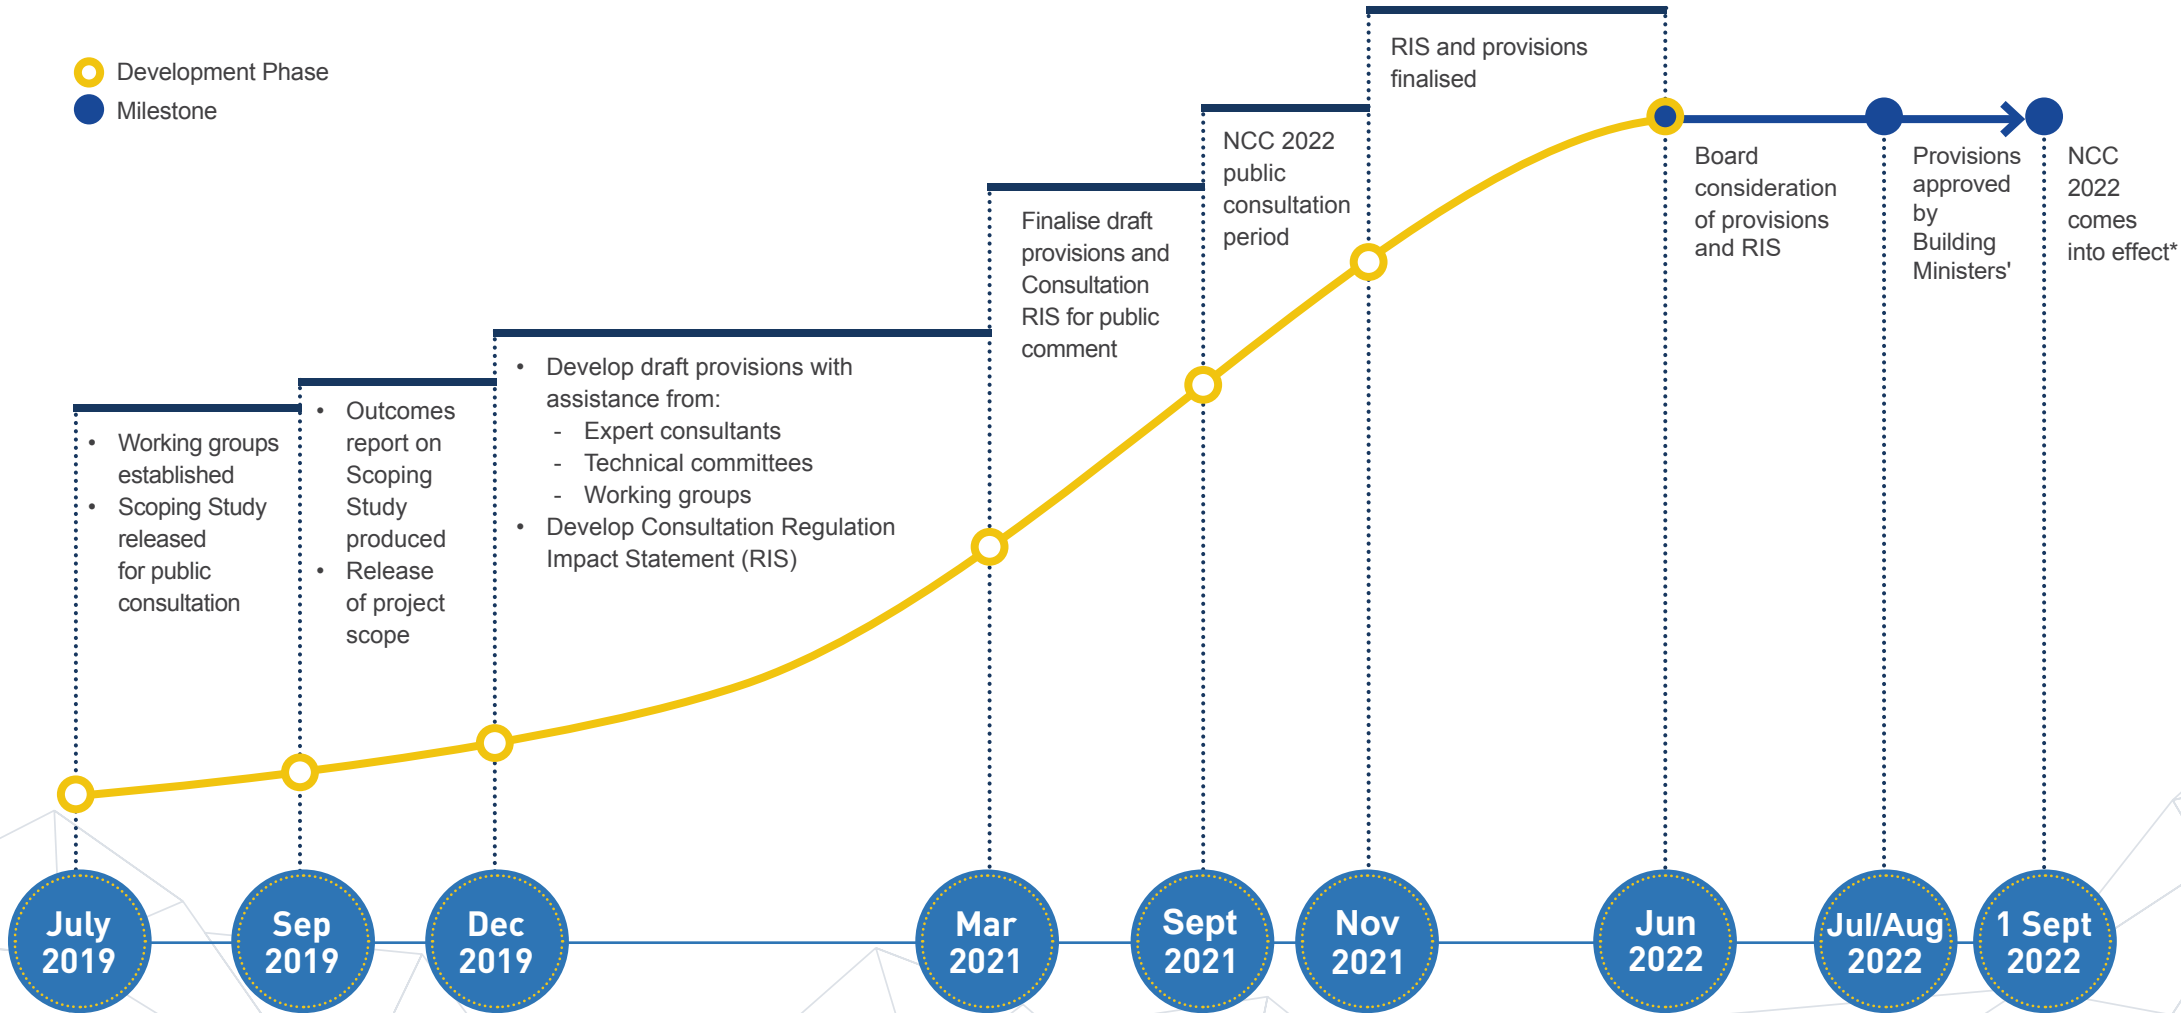 Development Phase
Milestone
• Working groups
established
• Scoping Study
released
for public
consultation
• Outcomes
report on
Scoping
Study
produced
• Release
of project
scope
• Develop draft provisions with
assistance from:
- Expert consultants
- Technical committees
- Working groups
• Develop Consultation Regulation
Impact Statement (RIS)
Finalise draft
provisions and
Consultation
RIS for public
comment
NCC 2022
public
consultation
period
RIS and provisions
finalised
Board
consideration
of provisions
and RIS
Provisions
approved
by
Building
Ministers'
NCC
2022
comes
into effect*
July
2019
Sep
2019
Dec
2019
Mar
2021
Sept
2021
Nov
2021
Jun
2022
Jul/Aug
2022
1 Sept
2022